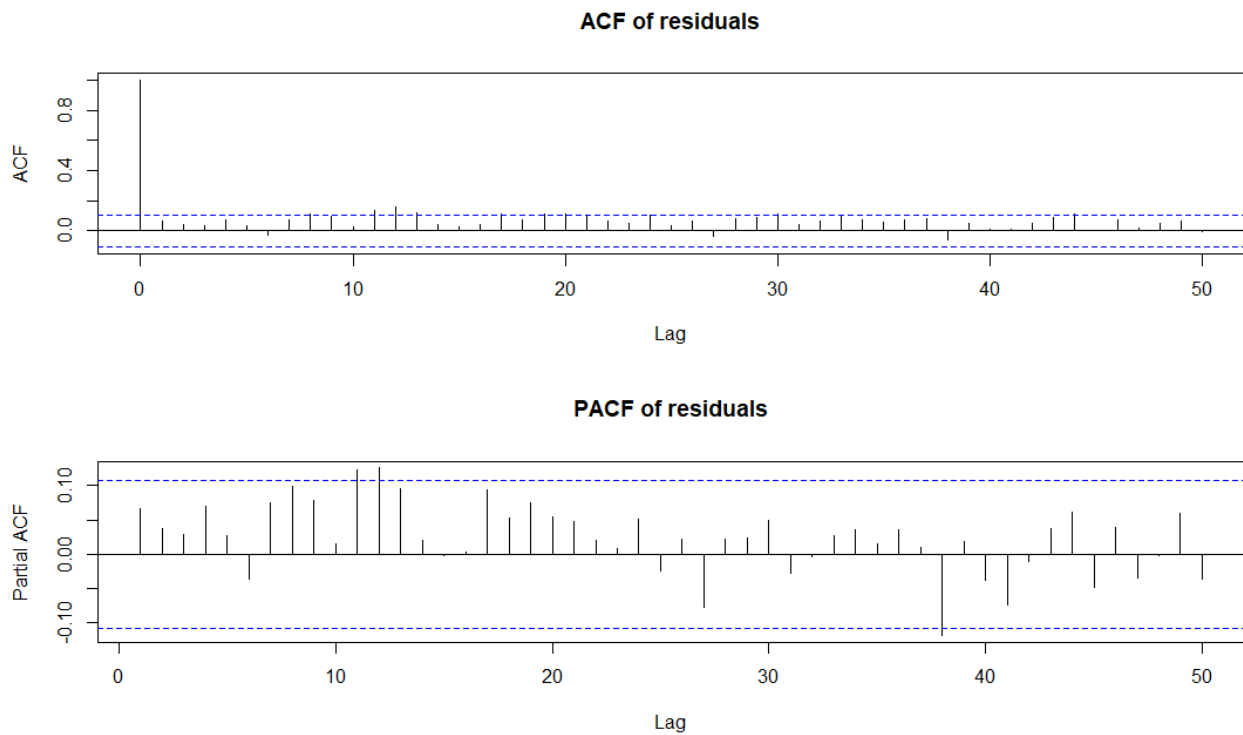 ACF of residuals
ACF
0.8
0.4
0.0
0 10 20 30 40 50
Lag
PACF of residuals
Partial ACF
0.10
0.00
-0.10
0 10 20 30 40 50
Lag